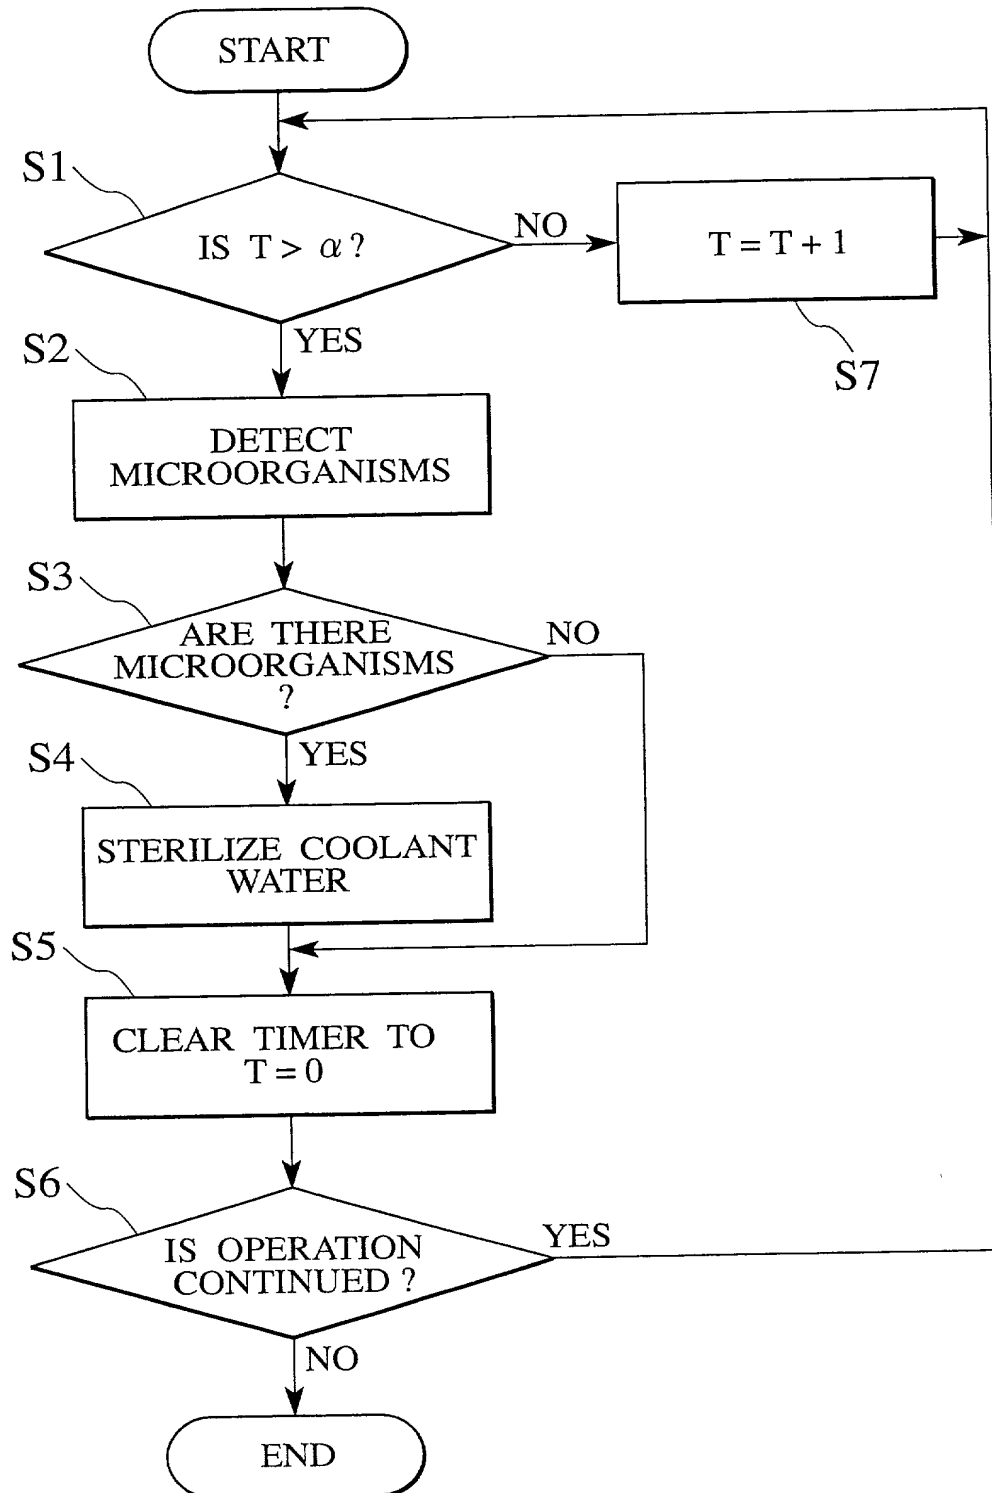 START
S1
IS T > α ?
NO
T = T + 1
S7
YES
S2
DETECT
MICROORGANISMS
S3
ARE THERE
MICROORGANISMS
?
NO
YES
S4
STERILIZE COOLANT
WATER
S5
CLEAR TIMER TO
T = 0
S6
IS OPERATION
CONTINUED ?
YES
NO
END